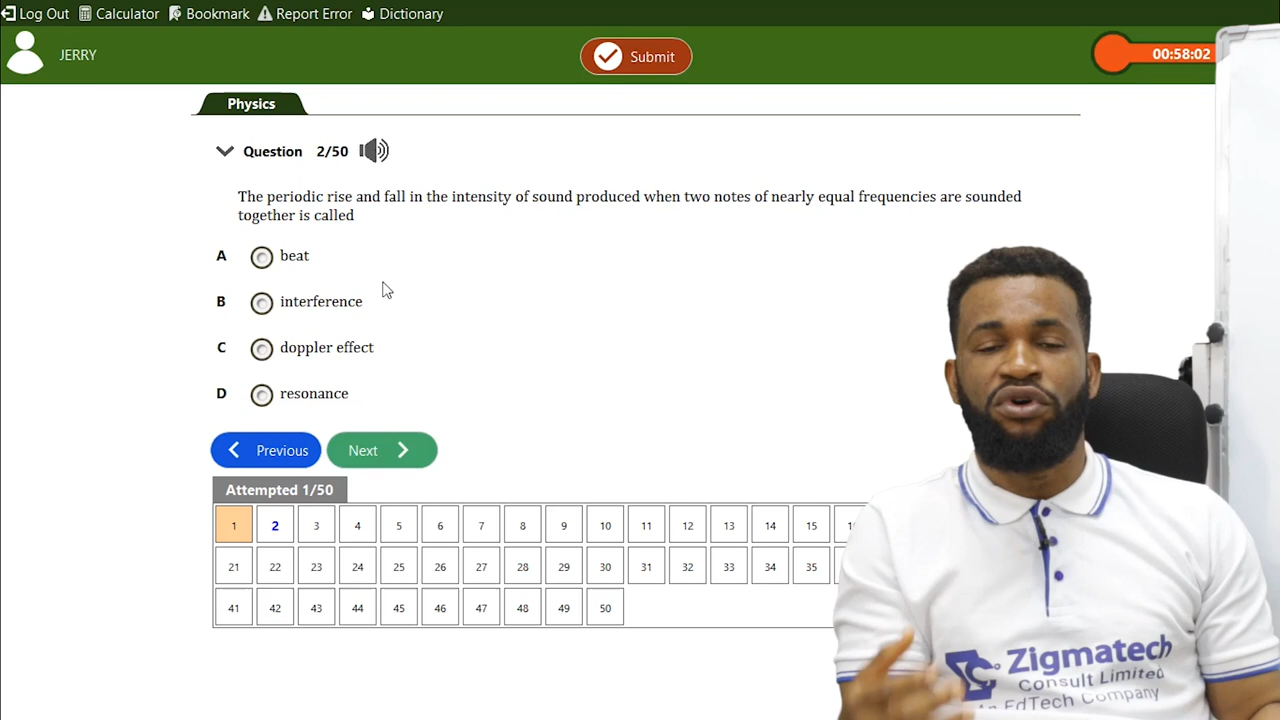 Log Out Calculator Bookmark Report Error Dictionary
JERRY
Submit
00:58:02
Physics
Question 2/50
The periodic rise and fall in the intensity of sound produced when two notes of nearly equal frequencies are sounded
together is called
A beat
B interference
C doppler effect
D resonance
Previous
Next
Attempted 1/50
1 2 3 4 5 6 7 8 9 10 11 12 13 14 15
21 22 23 24 25 26 27 28 29 30 31 32 33 34 35
41 42 43 44 45 46 47 48 49 50
Zigmatech
Consult Limited
An EdTech Company